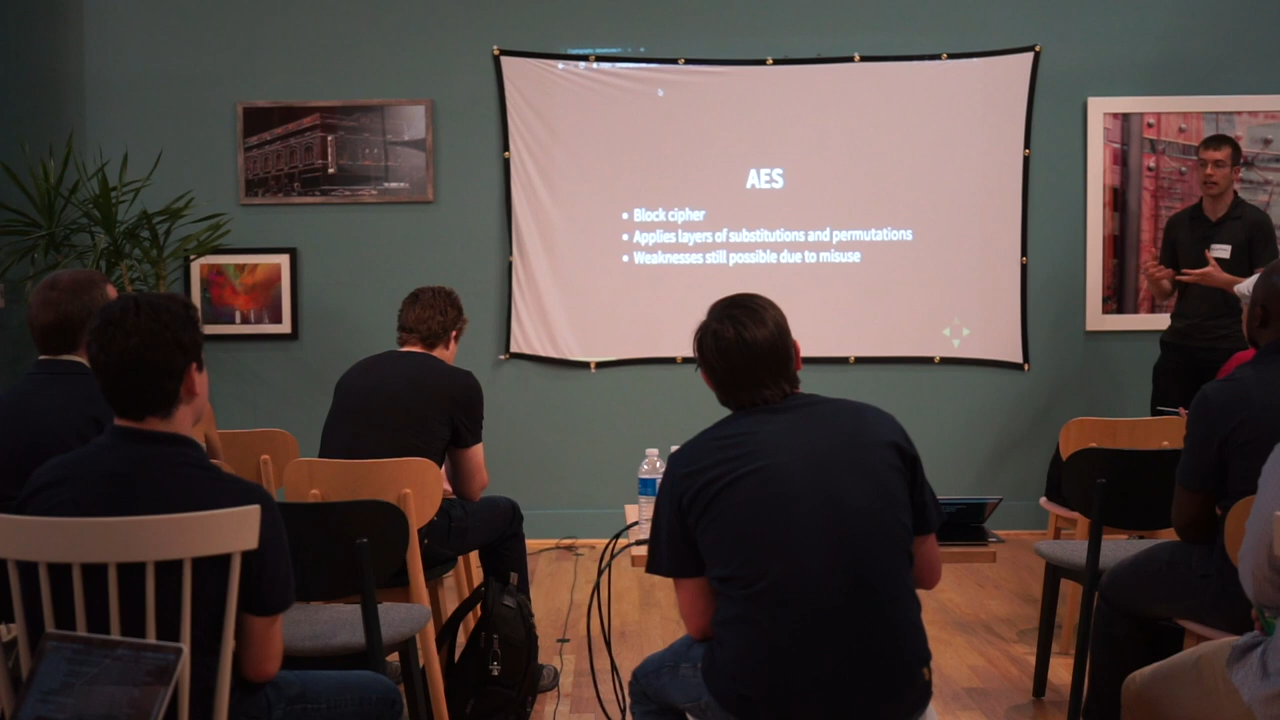 AES
• Block cipher
• Applies layers of substitutions and permutations
• Weaknesses still possible due to misuse